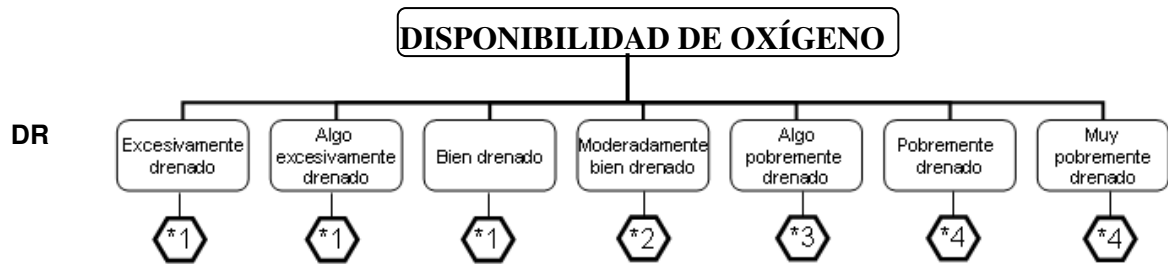 DISPONIBILIDAD DE OXÍGENO
DR
Excesivamente
drenado
Algo
excesivamente
drenado
Bien drenado
Moderadamente
bien drenado
Algo
pobremente
drenado
Pobremente
drenado
Muy
pobremente
drenado
*1
*1
*1
*2
*3
*4
*4